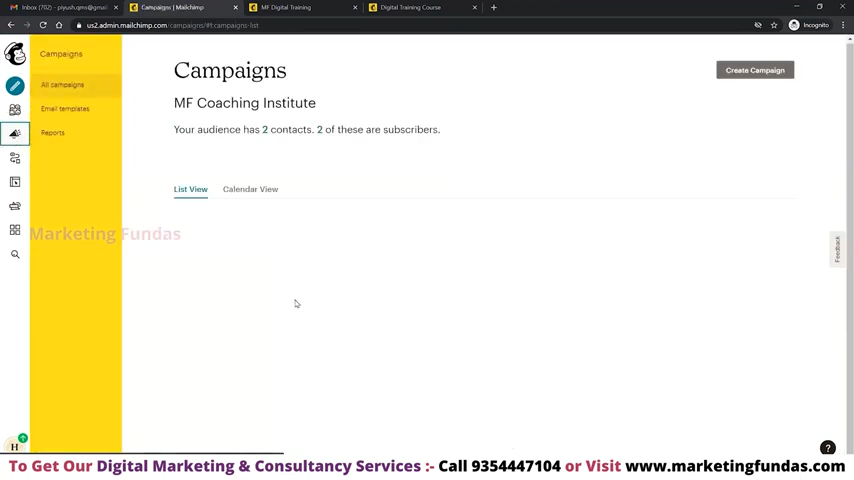 Inbox (702) - piyush.qms@gmail
Campaigns | Mailchimp
MF Digital Training
Digital Training Course
us2.admin.mailchimp.com/campaigns/#t:campaigns-list
Incognito
Campaigns
All campaigns
Email templates
Reports
Campaigns
Create Campaign
MF Coaching Institute
Your audience has 2 contacts. 2 of these are subscribers.
List View
Calendar View
Marketing Fundas
Feedback
H
?
To Get Our Digital Marketing & Consultancy Services :- Call 9354447104 or Visit www.marketingfundas.com